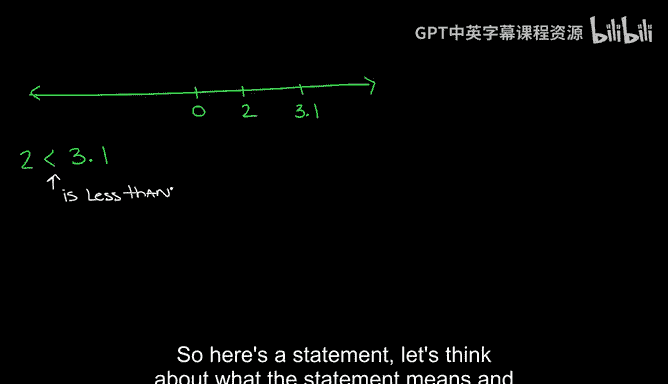 GPT中英字幕课程资源 bilibili
0 2 3.1
2 < 3.1
↑ is less than
So here's a statement, let's think
about what the statement means and